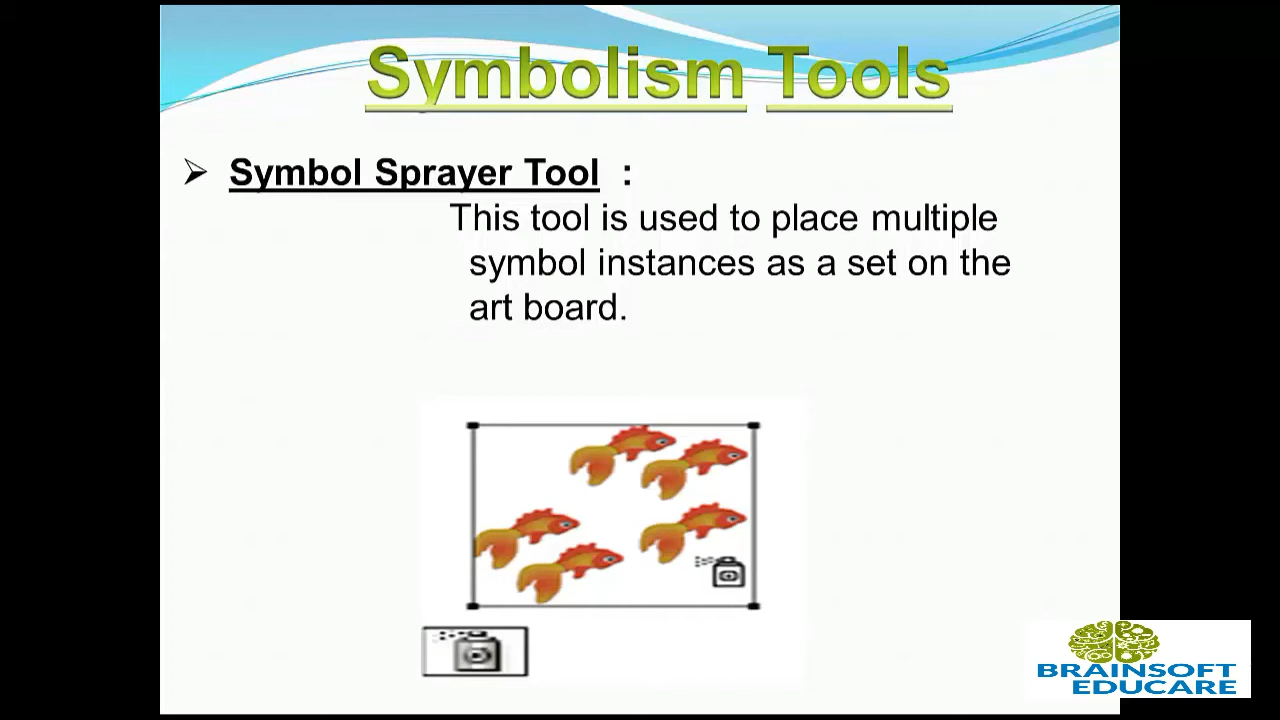 Symbolism Tools
➢ Symbol Sprayer Tool :
This tool is used to place multiple
symbol instances as a set on the
art board.
BRAINSOFT
EDUCARE